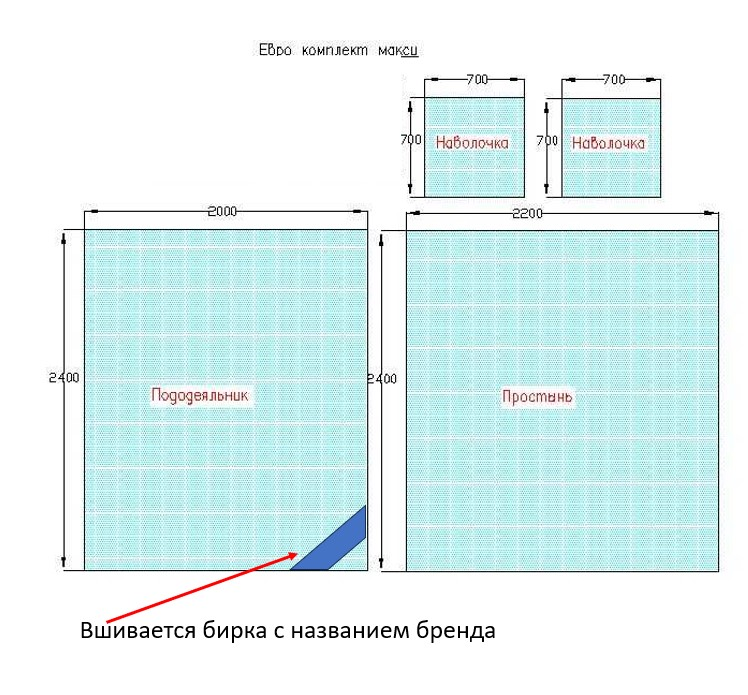 Евро комплект макси
700
700
700
Наволочка
700
Наволочка
2000
2200
2400
Пододеяльник
2400
Простынь
Вшивается бирка с названием бренда